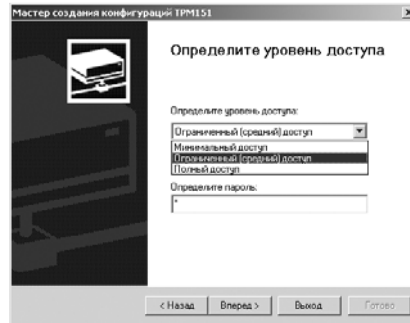 Мастер создания конфигураций ТРМ151
Определите уровень доступа
Определите уровень доступа:
Ограниченный (средний) доступ
Минимальный доступ
Ограниченный (средний) доступ
Полный доступ
Определите пароль:
*
< Назад Вперед > Выход Готово